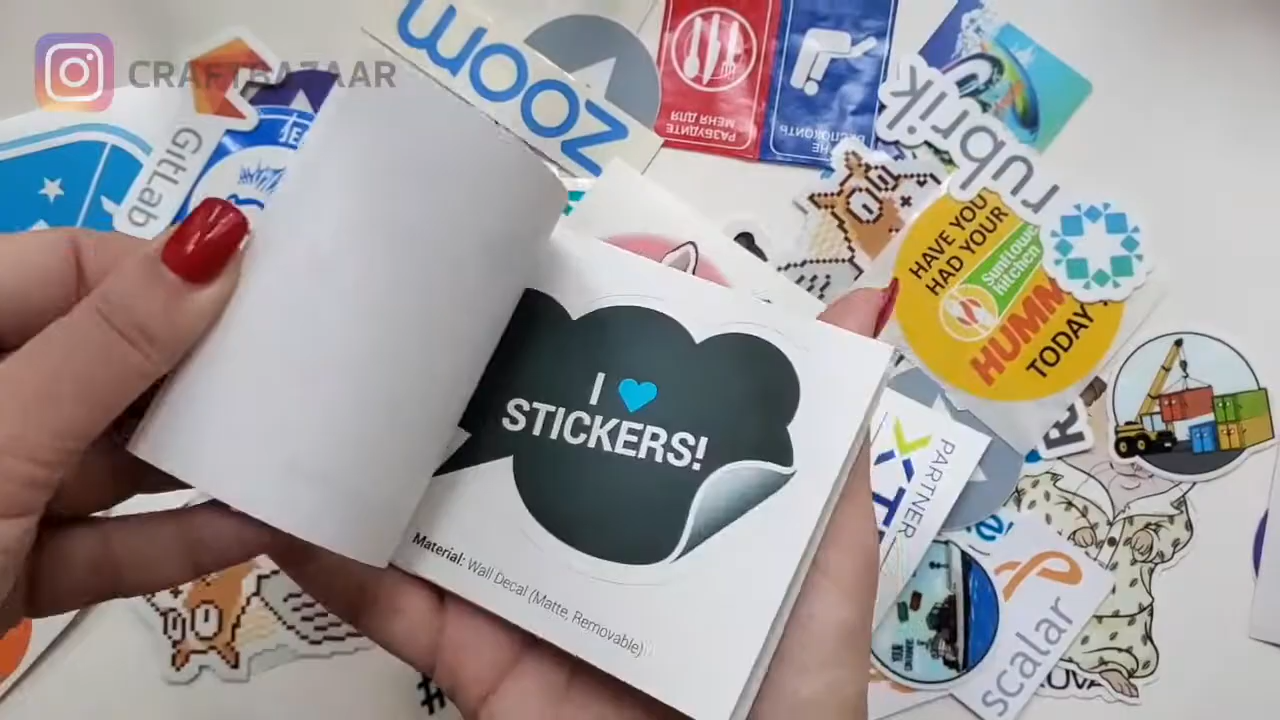 CRAFTBAZAAR
zoom
РАЗБУДИТЕ
МЕНЯ ДЛЯ
НЕ
rubrik
GitLab
HAVE YOU
HAD YOUR
Sunflower
Kitchen
HUMM
TODAY
I
STICKERS!
Material: Wall Decal (Matte, Removable)
PARTNER
scalar